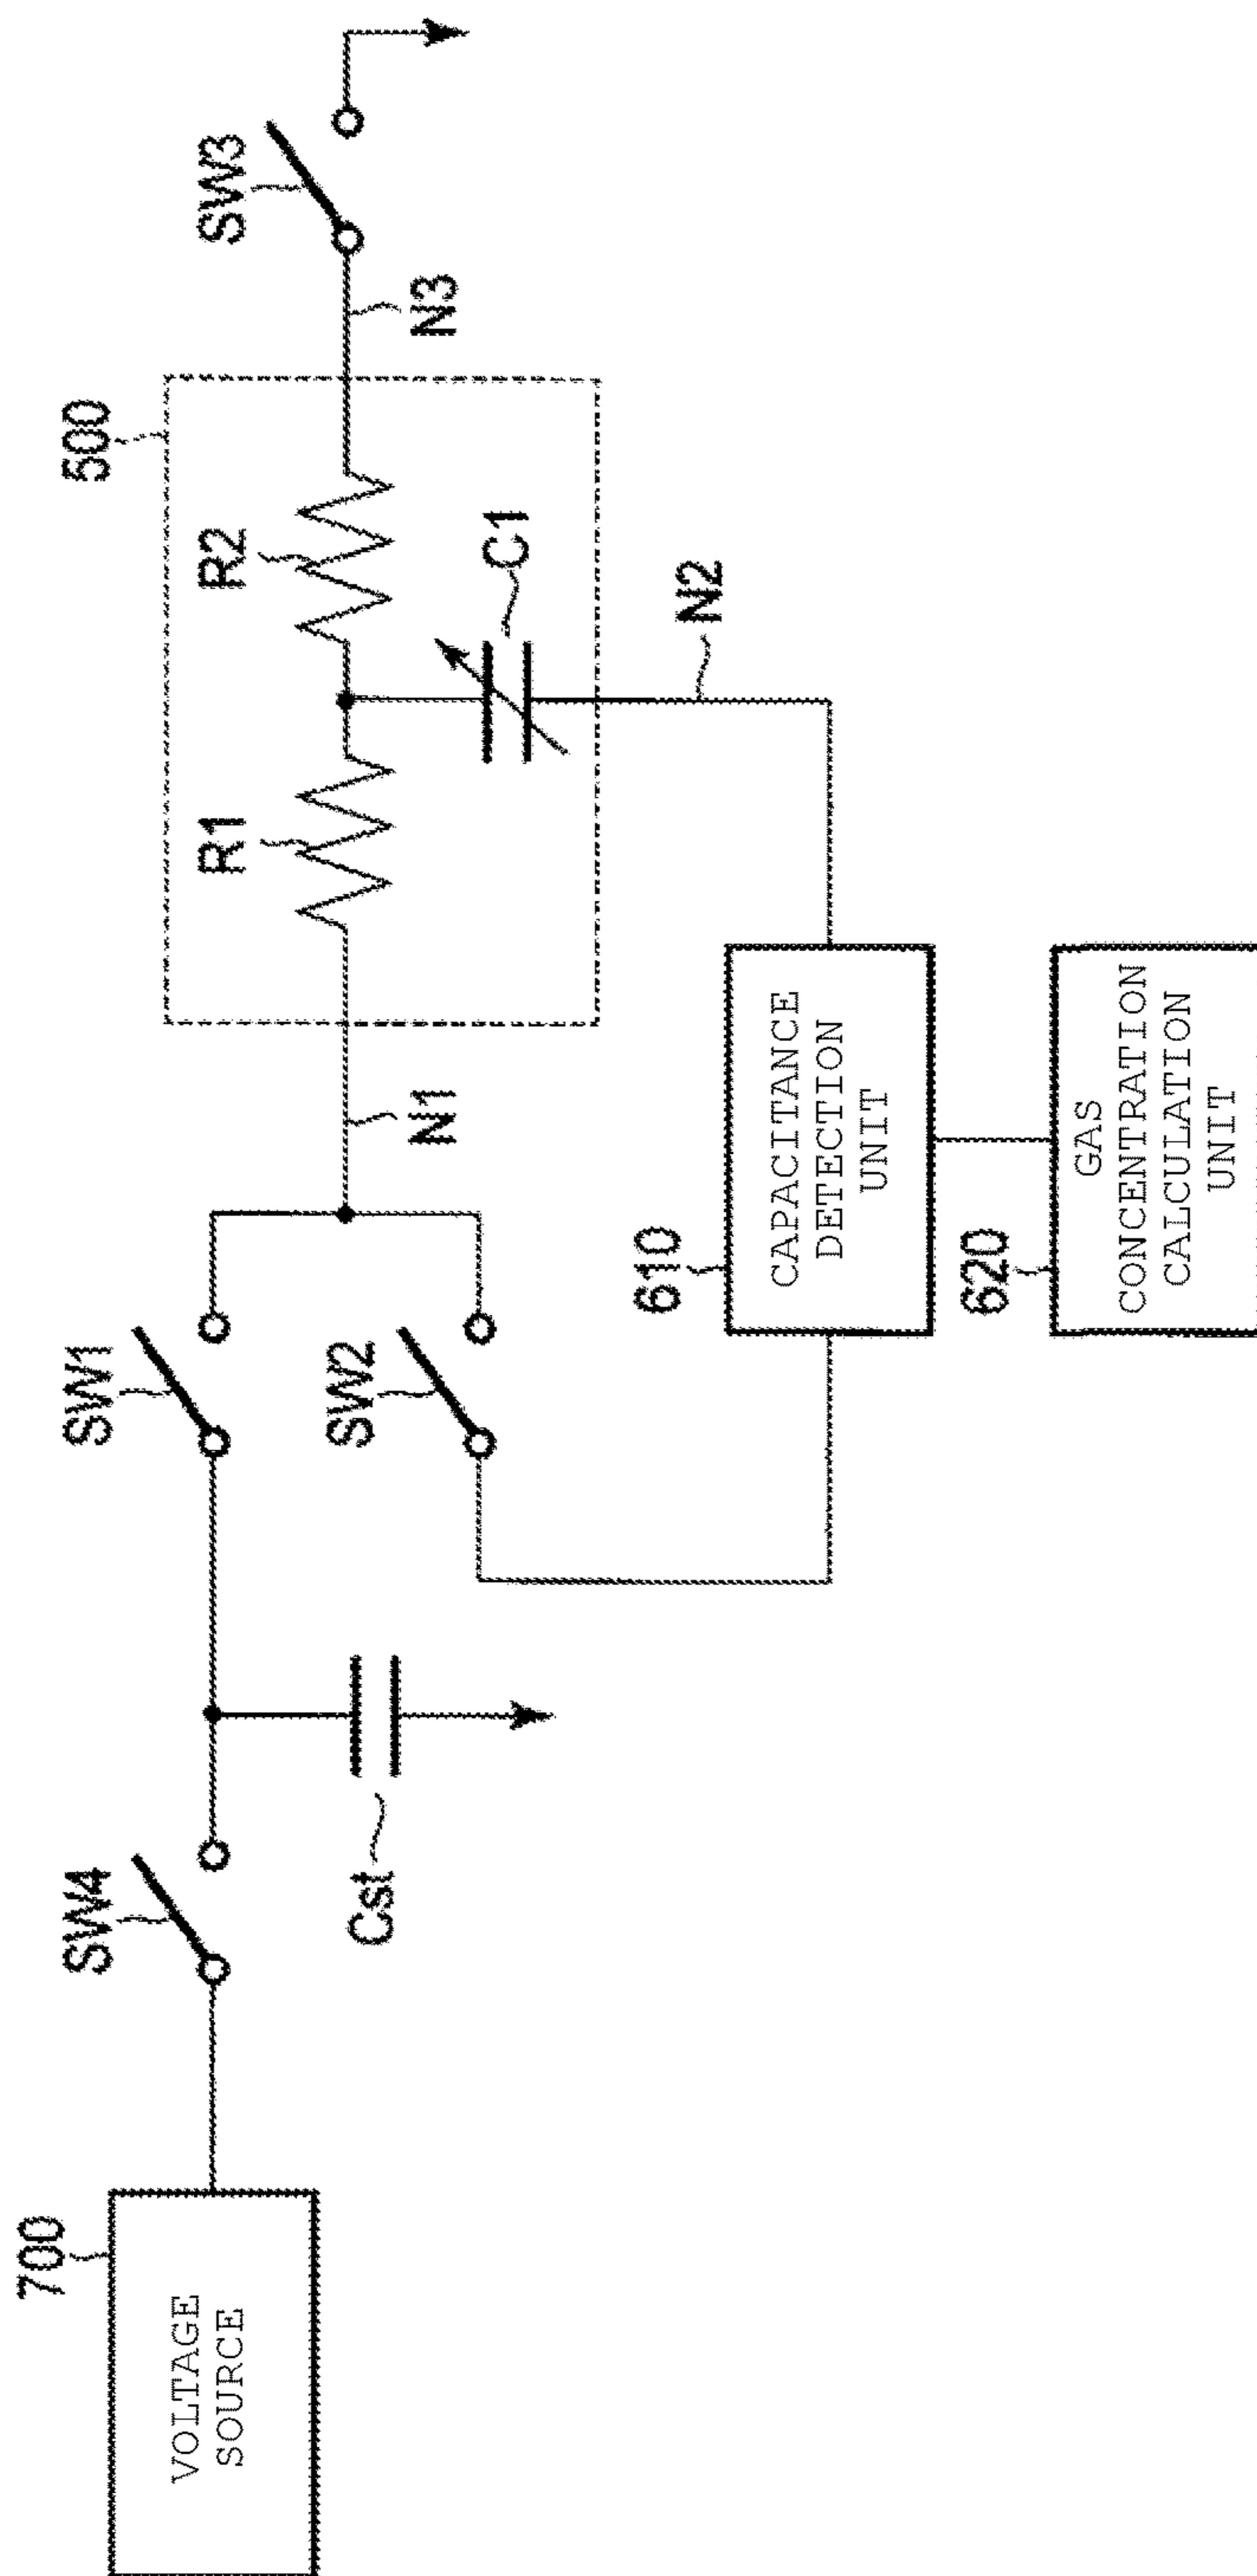 700
VOLTAGE
SOURCE
SW4
Cst
SW1
SW2
N1
500
R1
R2
C1
N2
N3
SW3
610
CAPACITANCE
DETECTION
UNIT
620
GAS
CONCENTRATION
CALCULATION
UNIT